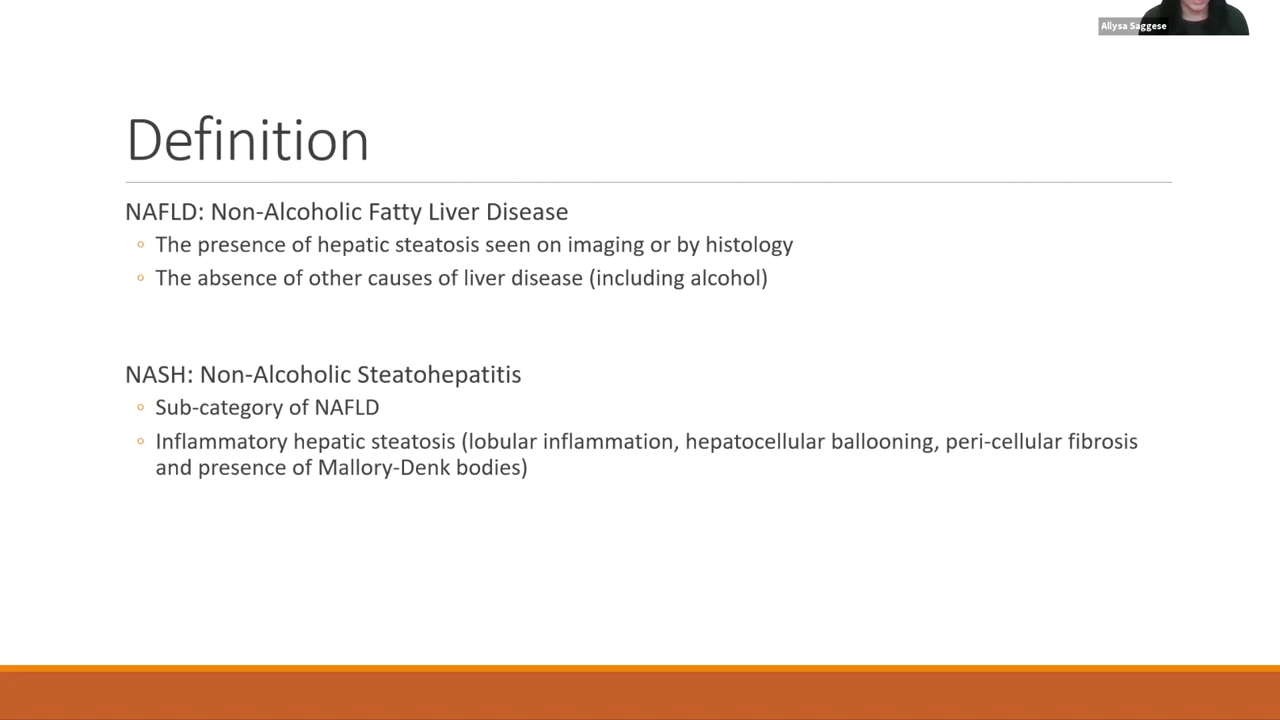 Allysa Saggese
Definition
NAFLD: Non-Alcoholic Fatty Liver Disease
◦ The presence of hepatic steatosis seen on imaging or by histology
◦ The absence of other causes of liver disease (including alcohol)
NASH: Non-Alcoholic Steatohepatitis
◦ Sub-category of NAFLD
◦ Inflammatory hepatic steatosis (lobular inflammation, hepatocellular ballooning, peri-cellular fibrosis
and presence of Mallory-Denk bodies)